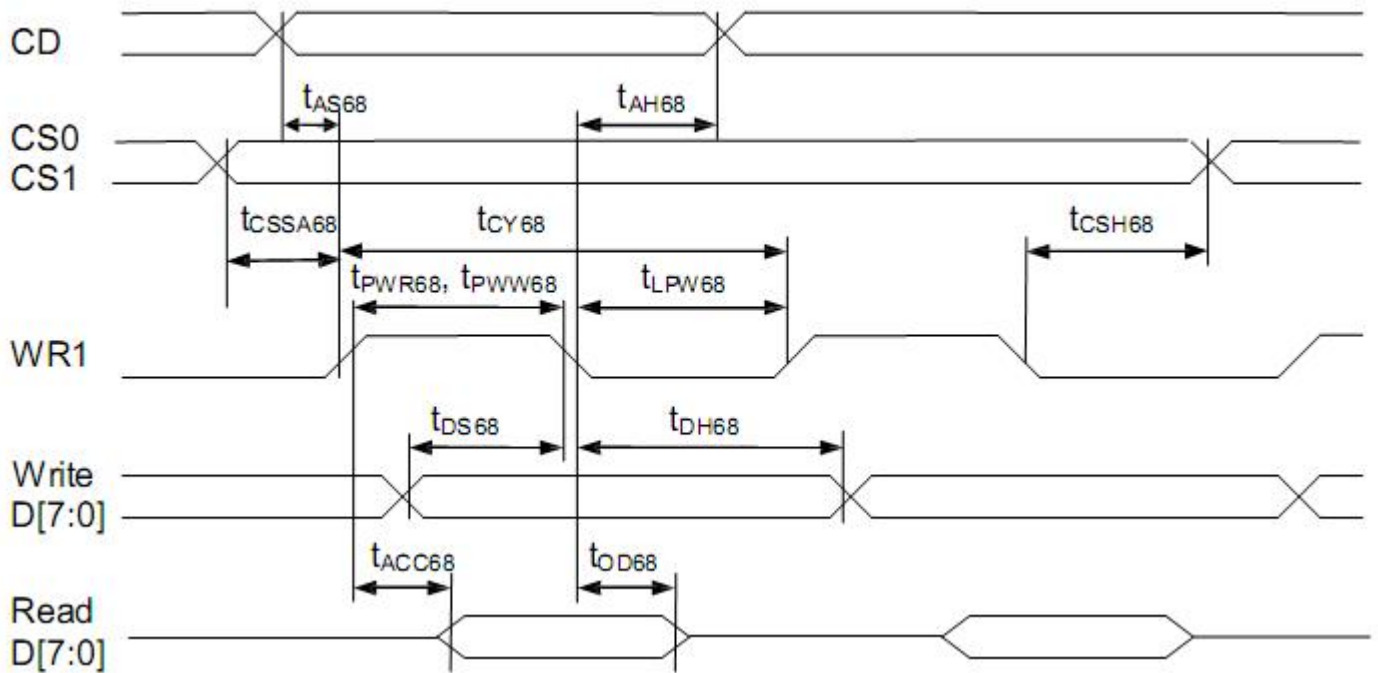 CD
tAS68 tAH68
CS0
CS1
tCSSA68 tCY68 tCSH68
tPWR68, tPWW68 tLPW68
WR1
tDS68 tDH68
Write
D[7:0]
tACC68 tOD68
Read
D[7:0]